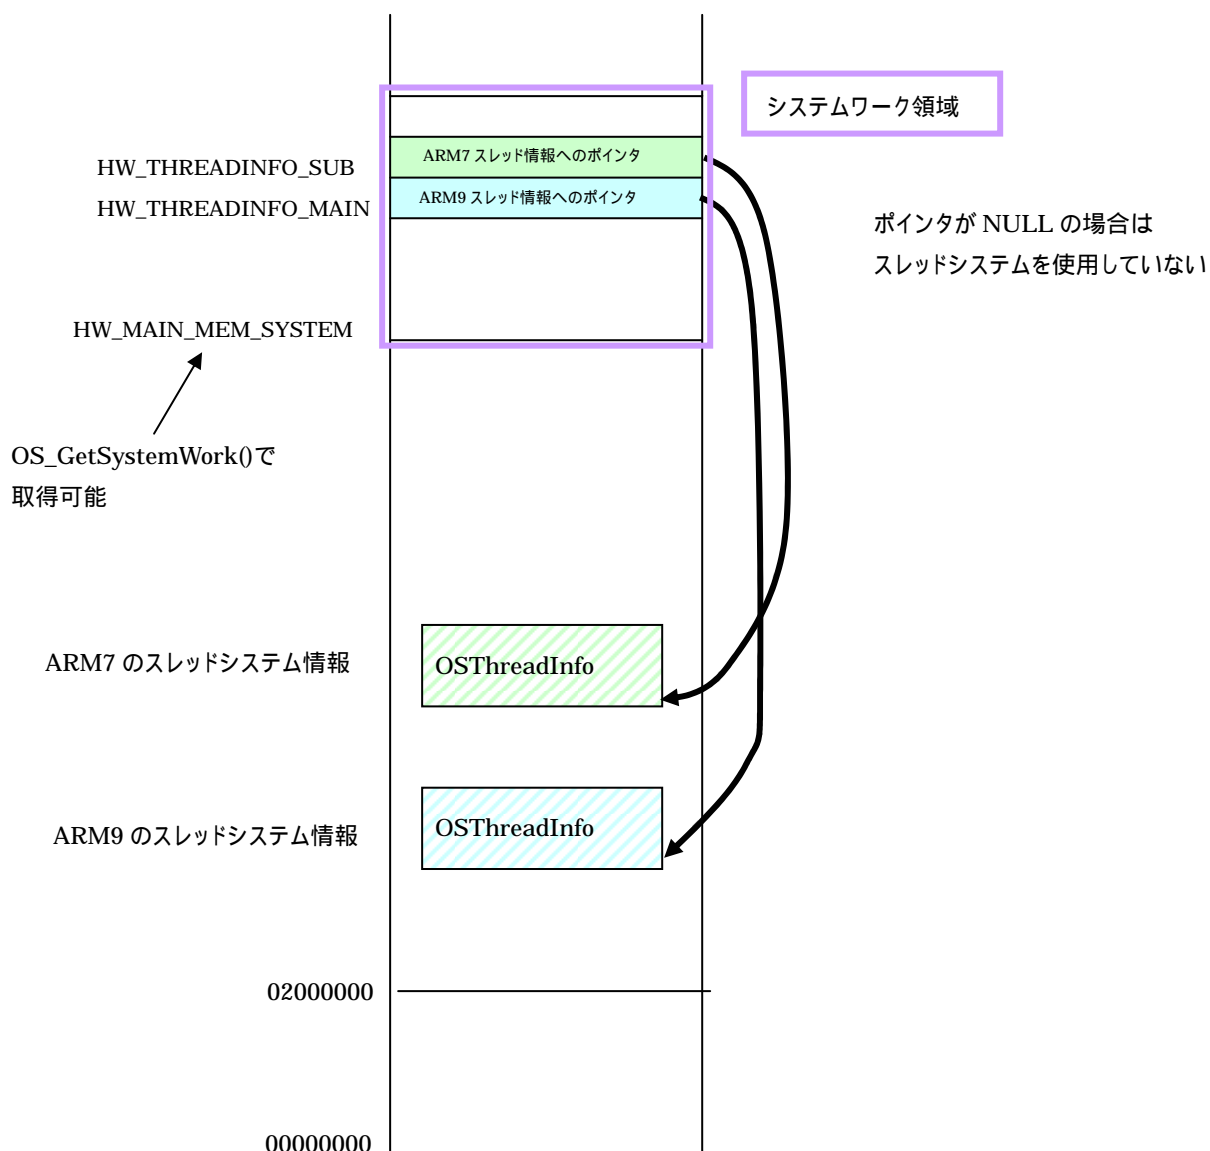 システムワーク領域
ARM7 スレッド情報へのポインタ
HW_THREADINFO_SUB
ARM9 スレッド情報へのポインタ
HW_THREADINFO_MAIN
ポインタが NULL の場合は
スレッドシステムを使用していない
HW_MAIN_MEM_SYSTEM
OS_GetSystemWork()で
取得可能
ARM7 のスレッドシステム情報
OSThreadInfo
ARM9 のスレッドシステム情報
OSThreadInfo
02000000
00000000